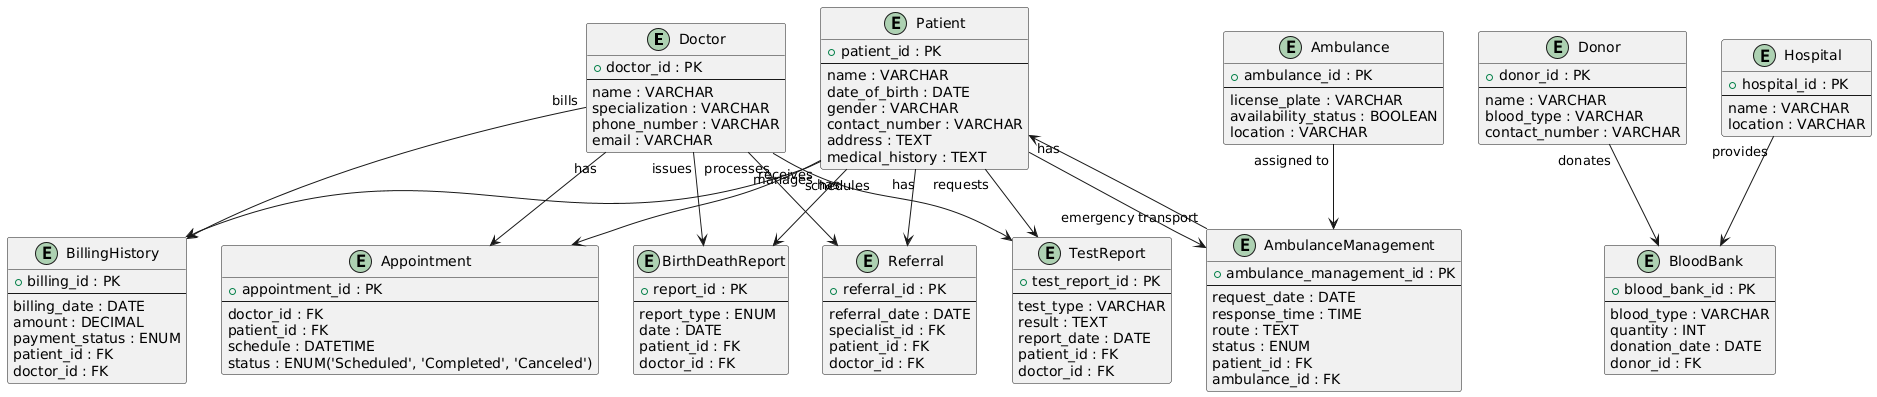 E Doctor
doctor_id : PK
name : VARCHAR
specialization : VARCHAR
phone_number : VARCHAR
email : VARCHAR
E Patient
patient_id : PK
name : VARCHAR
date_of_birth : DATE
gender : VARCHAR
contact_number : VARCHAR
address : TEXT
medical_history : TEXT
E Ambulance
ambulance_id : PK
license_plate : VARCHAR
availability_status : BOOLEAN
location : VARCHAR
E Donor
donor_id : PK
name : VARCHAR
blood_type : VARCHAR
contact_number : VARCHAR
E Hospital
hospital_id : PK
name : VARCHAR
location : VARCHAR
bills
has
issues
processes
receives
manages
has
schedules
has
requests
has
emergency transport
assigned to
donates
provides
E BillingHistory
billing_id : PK
billing_date : DATE
amount : DECIMAL
payment_status : ENUM
patient_id : FK
doctor_id : FK
E Appointment
appointment_id : PK
doctor_id : FK
patient_id : FK
schedule : DATETIME
status : ENUM('Scheduled', 'Completed', 'Canceled')
E BirthDeathReport
report_id : PK
report_type : ENUM
date : DATE
patient_id : FK
doctor_id : FK
E Referral
referral_id : PK
referral_date : DATE
specialist_id : FK
patient_id : FK
doctor_id : FK
E TestReport
test_report_id : PK
test_type : VARCHAR
result : TEXT
report_date : DATE
patient_id : FK
doctor_id : FK
E AmbulanceManagement
ambulance_management_id : PK
request_date : DATE
response_time : TIME
route : TEXT
status : ENUM
patient_id : FK
ambulance_id : FK
E BloodBank
blood_bank_id : PK
blood_type : VARCHAR
quantity : INT
donation_date : DATE
donor_id : FK